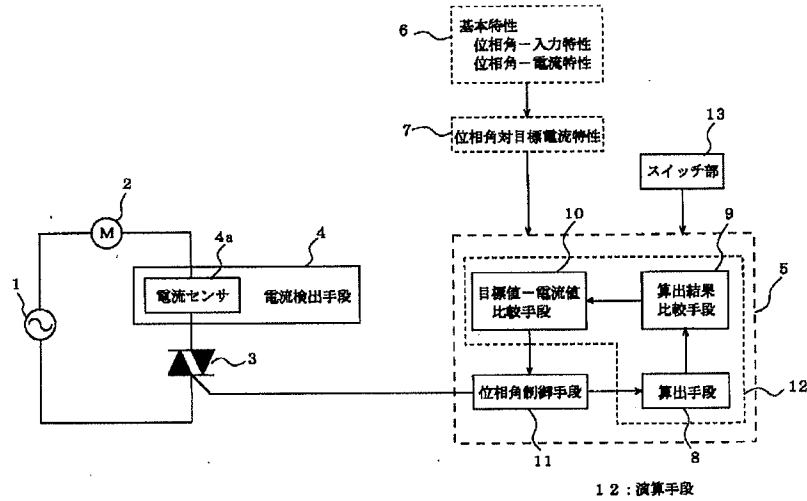 6
基本特性
位相角－入力特性
位相角－電流特性
7
位相角対目標電流特性
13
スイッチ部
2
M
4a
4
電流センサ
電流検出手段
1
3
10
9
5
目標値－電流値
比較手段
算出結果
比較手段
位相角制御手段
算出手段
12
11
8
12：演算手段